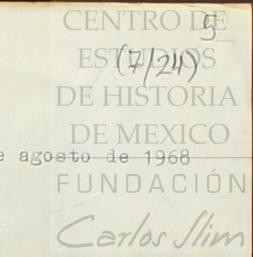 CENTRO DE
5
ESTUDIOS
(7/24)
DE HISTORIA
DE MEXICO
e agosto de 1968
FUNDACIÓN
Carlos Slim